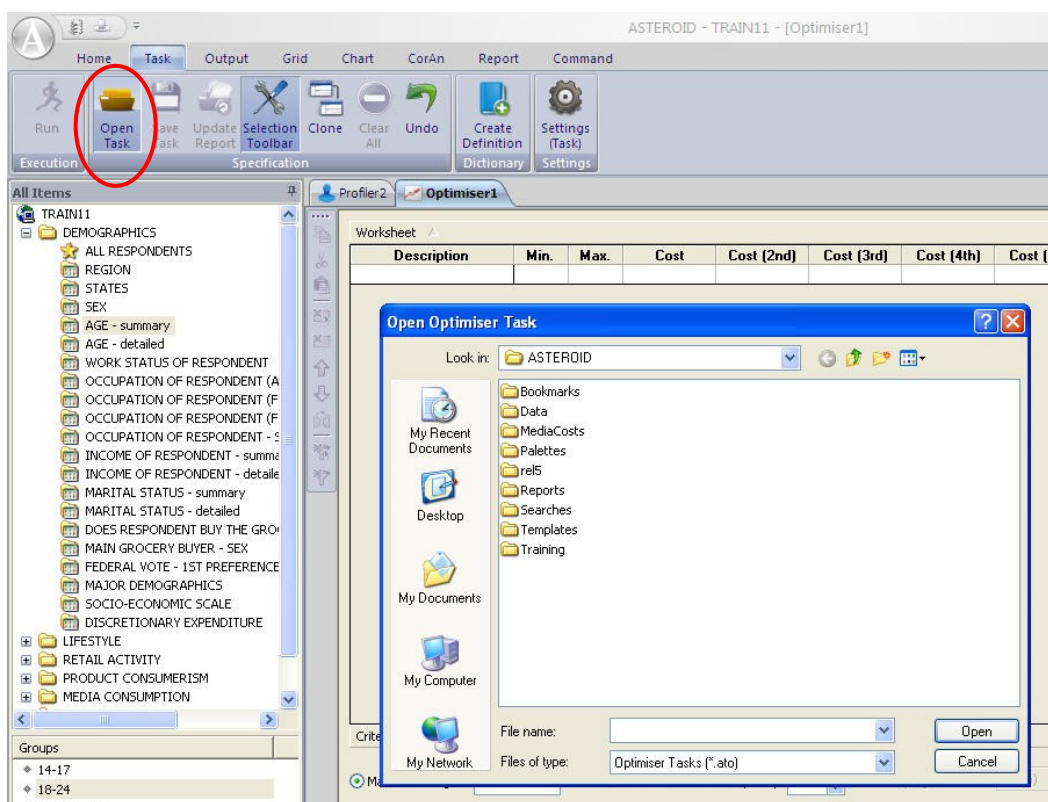 ASTEROID - TRAIN11 - [Optimiser1]
Home Task Output Grid Chart CorAn Report Command
Run
Open Task
Save Task
Update Report
Selection Toolbar
Clone
Clear All
Undo
Create Definition
Settings (Task)
Execution Specification Dictionary Settings
All Items
Profiler2 Optimiser1
TRAIN11
DEMOGRAPHICS
ALL RESPONDENTS
REGION
STATES
SEX
AGE - summary
AGE - detailed
WORK STATUS OF RESPONDENT
OCCUPATION OF RESPONDENT (A
OCCUPATION OF RESPONDENT (F
OCCUPATION OF RESPONDENT (F
OCCUPATION OF RESPONDENT - S
INCOME OF RESPONDENT - summa
INCOME OF RESPONDENT - detaile
MARITAL STATUS - summary
MARITAL STATUS - detailed
DOES RESPONDENT BUY THE GRO
MAIN GROCERY BUYER - SEX
FEDERAL VOTE - 1ST PREFERENCE
MAJOR DEMOGRAPHICS
SOCIO-ECONOMIC SCALE
DISCRETIONARY EXPENDITURE
LIFESTYLE
RETAIL ACTIVITY
PRODUCT CONSUMERISM
MEDIA CONSUMPTION
Groups
14-17
18-24
Worksheet
Description Min. Max. Cost Cost (2nd) Cost (3rd) Cost (4th) Cost (
Open Optimiser Task
Look in: ASTEROID
My Recent Documents
Desktop
My Documents
My Computer
My Network
Bookmarks
Data
MediaCosts
Palettes
rel5
Reports
Searches
Templates
Training
File name: Open
Files of type: Optimiser Tasks (*.ato) Cancel
Crite
Ma